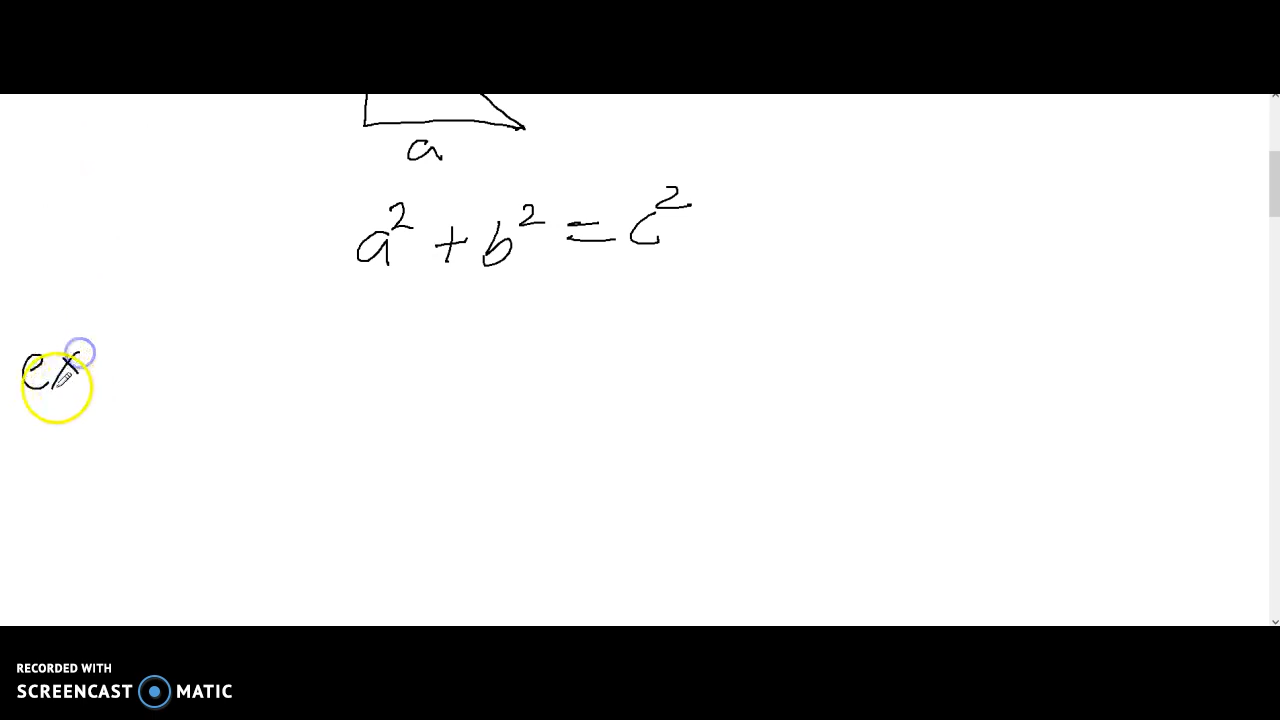 a
a² + b² = c²
ex
RECORDED WITH
SCREENCAST MATIC